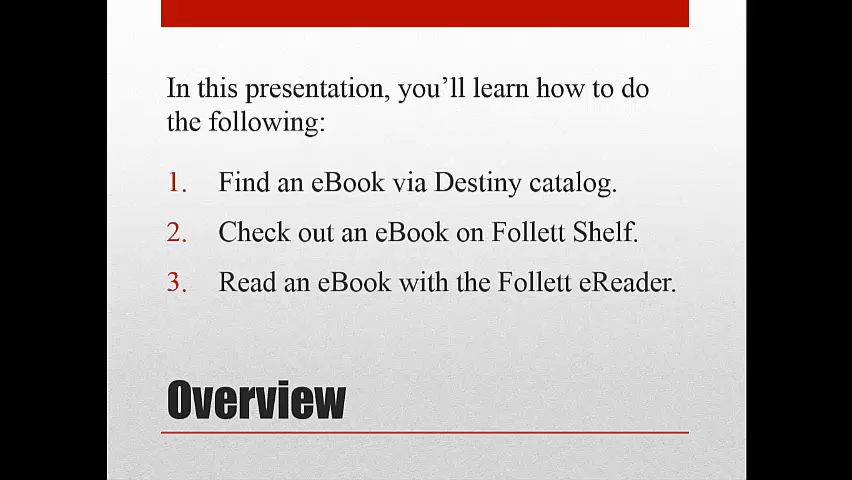 In this presentation, you’ll learn how to do
the following:
1. Find an eBook via Destiny catalog.
2. Check out an eBook on Follett Shelf.
3. Read an eBook with the Follett eReader.
Overview